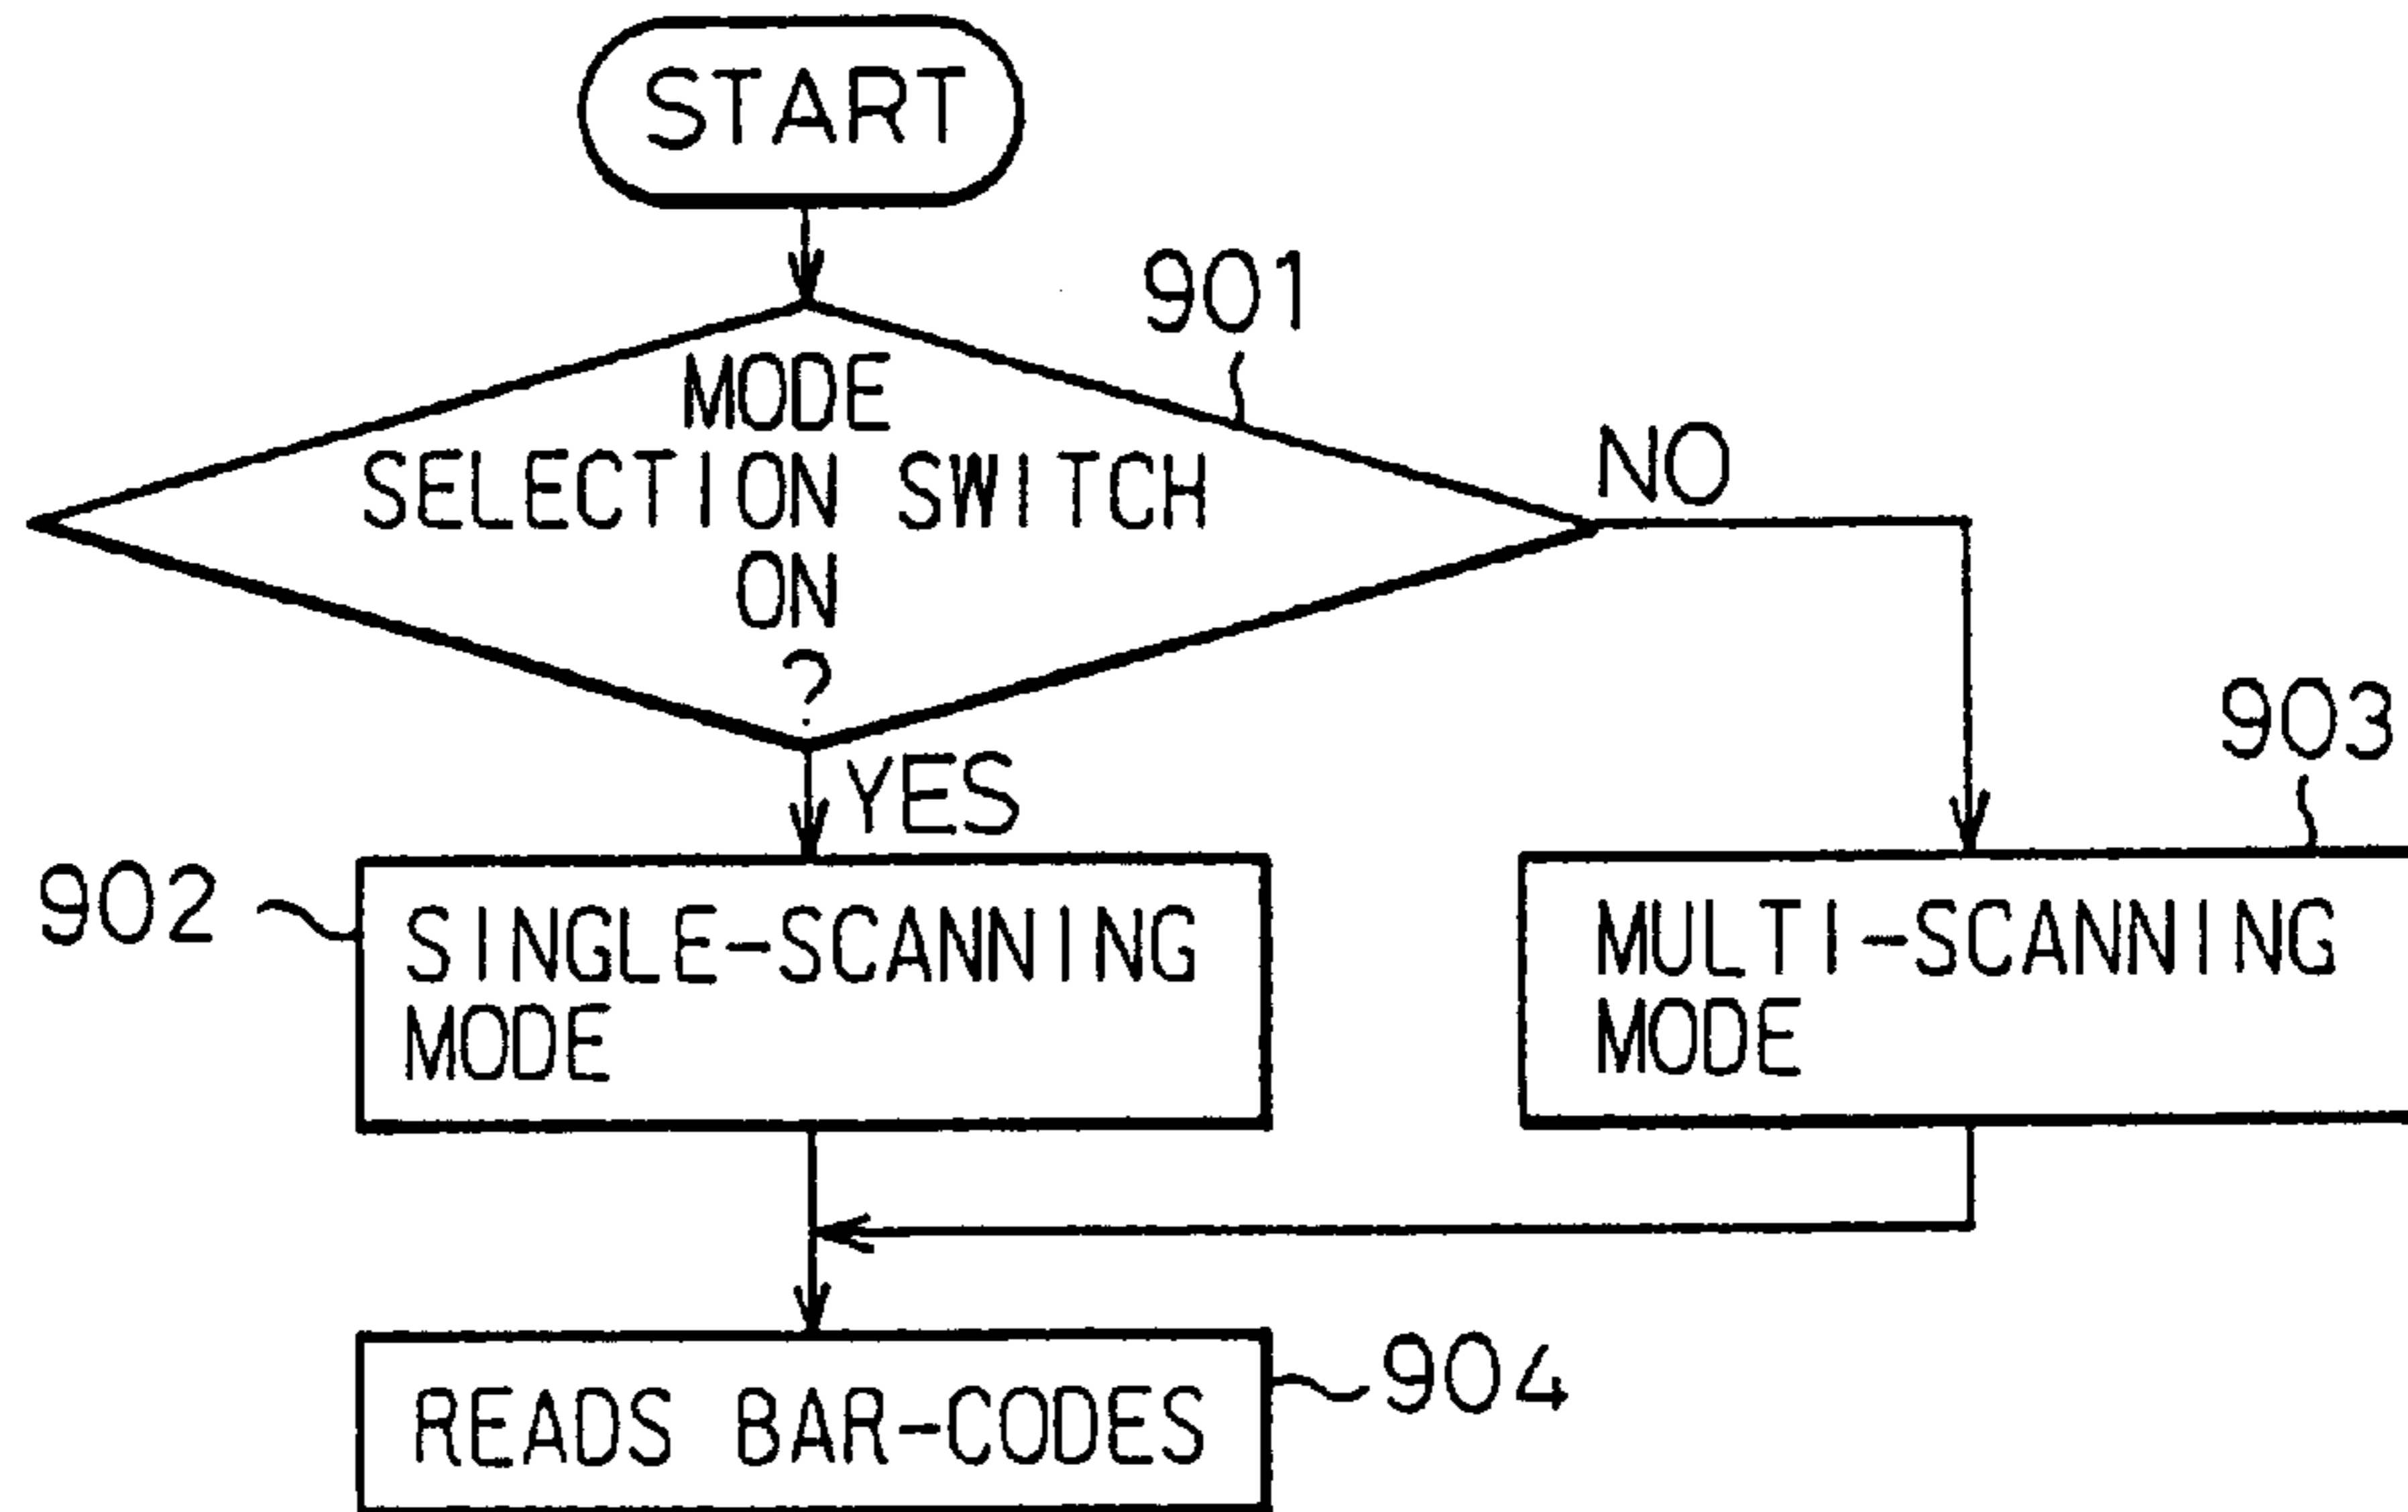 START
901
MODE
SELECTION SWITCH
ON
?
NO
YES
903
902
SINGLE-SCANNING
MODE
MULTI-SCANNING
MODE
READS BAR-CODES
904